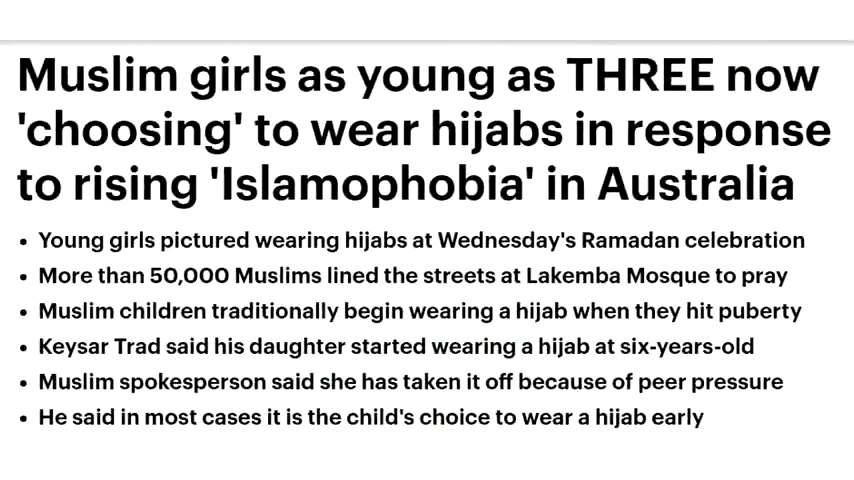 Muslim girls as young as THREE now
'choosing' to wear hijabs in response
to rising 'Islamophobia' in Australia
• Young girls pictured wearing hijabs at Wednesday's Ramadan celebration
• More than 50,000 Muslims lined the streets at Lakemba Mosque to pray
• Muslim children traditionally begin wearing a hijab when they hit puberty
• Keysar Trad said his daughter started wearing a hijab at six-years-old
• Muslim spokesperson said she has taken it off because of peer pressure
• He said in most cases it is the child's choice to wear a hijab early